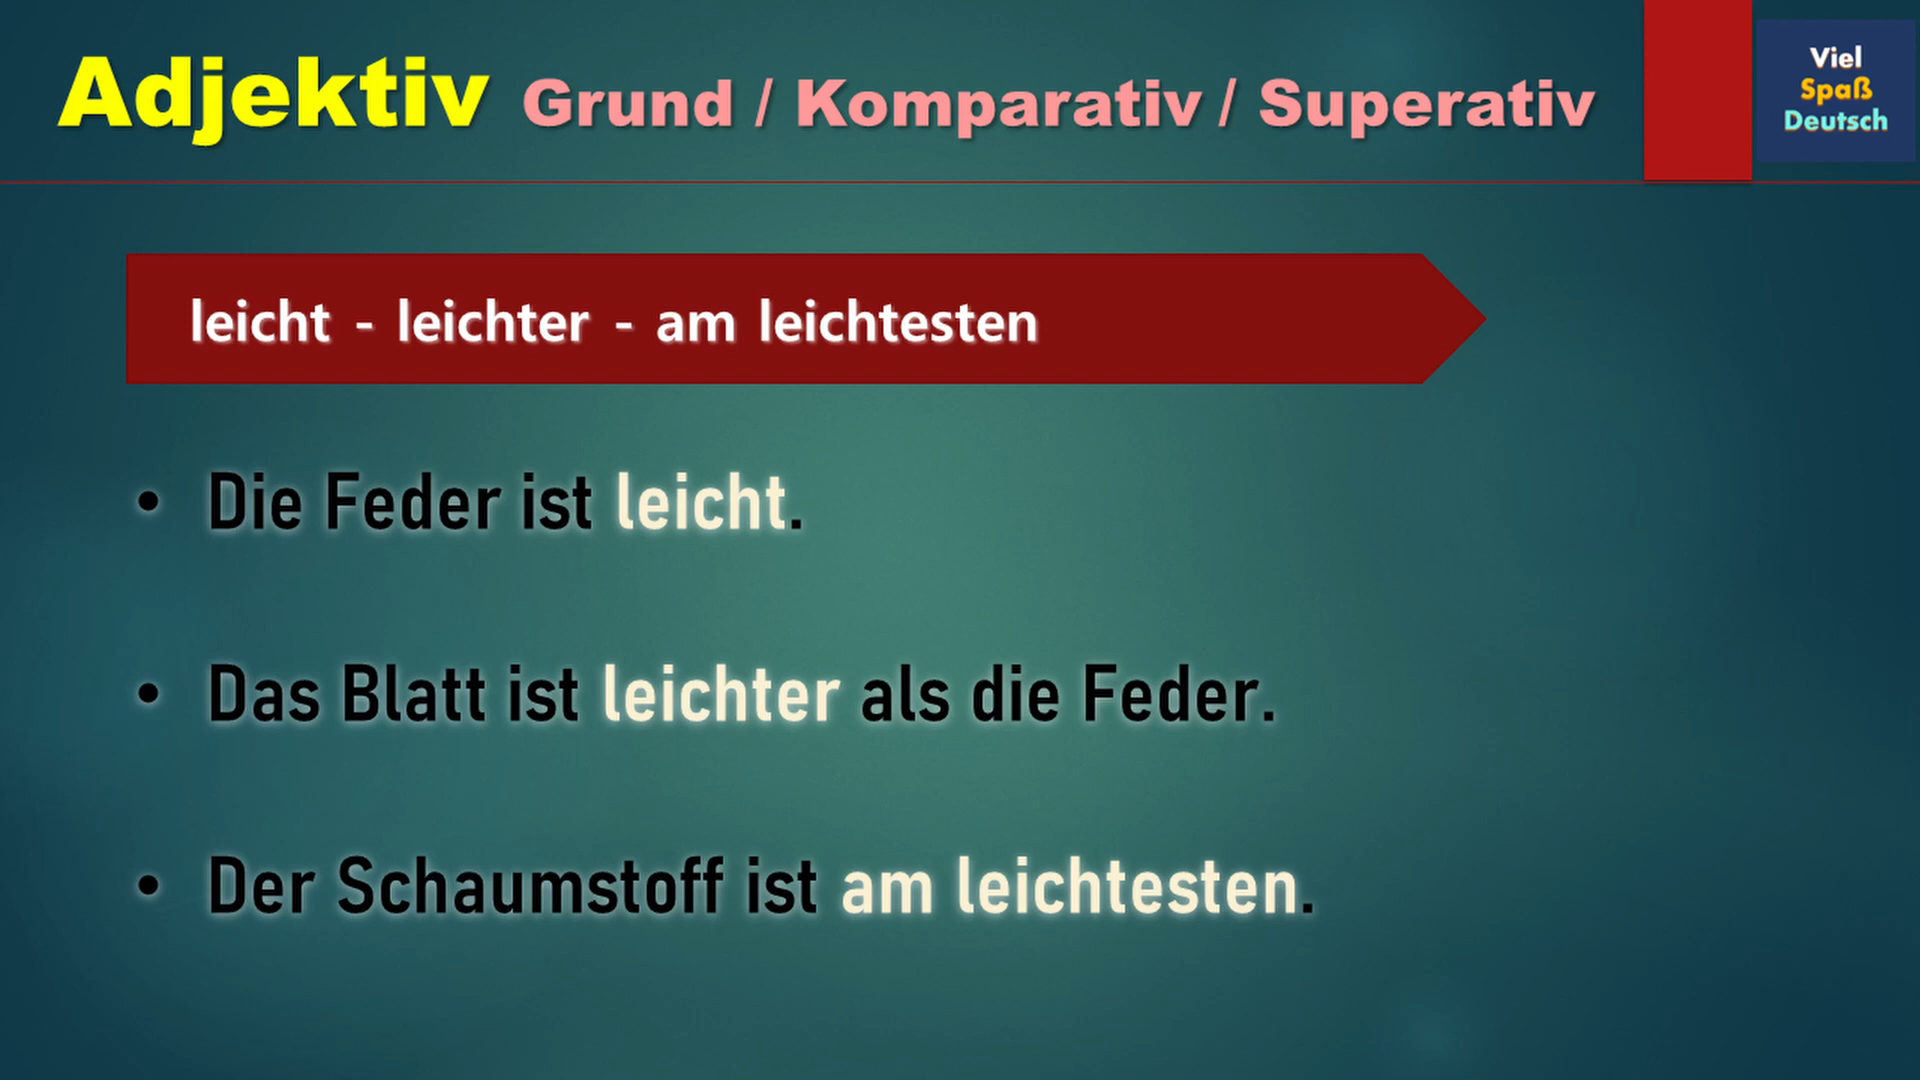 Adjektiv Grund / Komparativ / Superativ
Viel
Spaß
Deutsch
leicht - leichter - am leichtesten
• Die Feder ist leicht.
• Das Blatt ist leichter als die Feder.
• Der Schaumstoff ist am leichtesten.